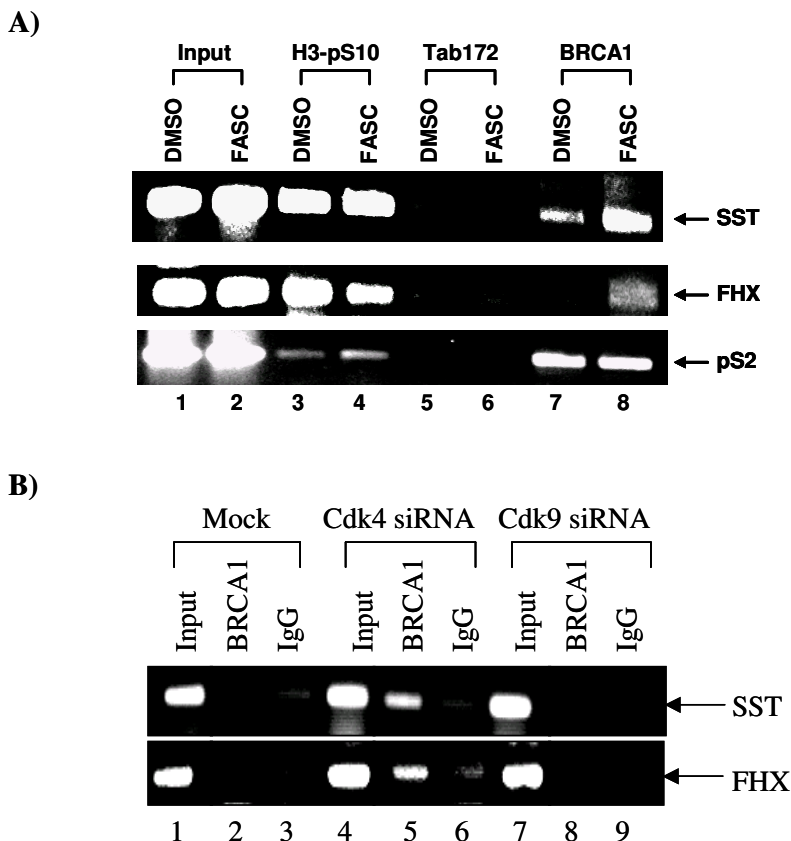 A)
Input H3-pS10 Tab172 BRCA1
DMSO FASC DMSO FASC DMSO FASC DMSO FASC
SST
FHX
pS2
1 2 3 4 5 6 7 8
B)
Mock Cdk4 siRNA Cdk9 siRNA
Input BRCA1 IgG Input BRCA1 IgG Input BRCA1 IgG
SST
FHX
1 2 3 4 5 6 7 8 9